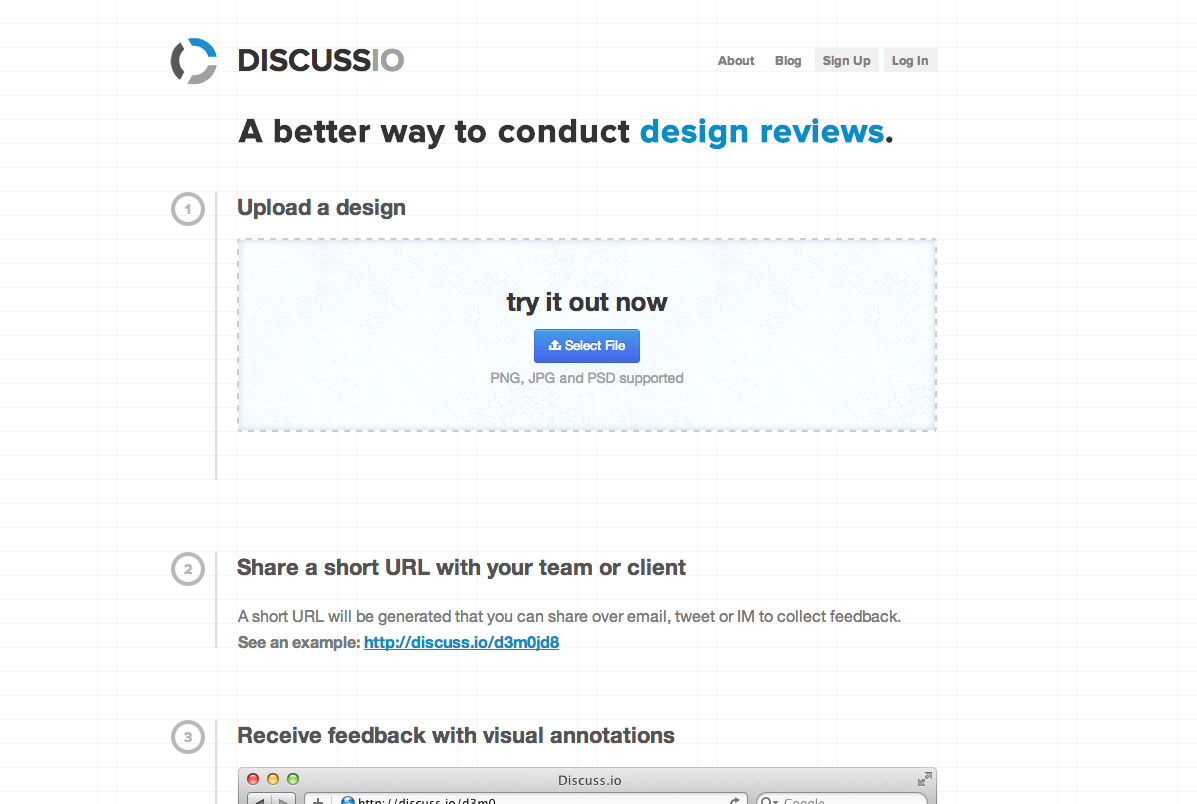 DISCUSSIO
About Blog Sign Up Log In
A better way to conduct design reviews.
1
Upload a design
try it out now
Select File
PNG, JPG and PSD supported
2
Share a short URL with your team or client
A short URL will be generated that you can share over email, tweet or IM to collect feedback.
See an example: http://discuss.io/d3m0jd8
3
Receive feedback with visual annotations
Discuss.io
http://discuss.io/d3m0 Google